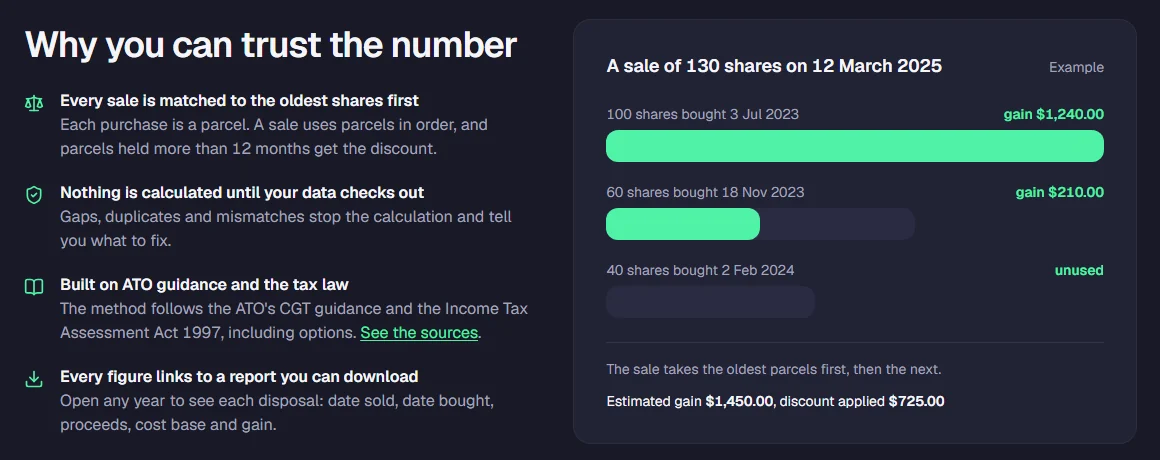 Why you can trust the number
Every sale is matched to the oldest shares first
Each purchase is a parcel. A sale uses parcels in order, and
parcels held more than 12 months get the discount.
Nothing is calculated until your data checks out
Gaps, duplicates and mismatches stop the calculation and tell
you what to fix.
Built on ATO guidance and the tax law
The method follows the ATO's CGT guidance and the Income Tax
Assessment Act 1997, including options. See the sources.
Every figure links to a report you can download
Open any year to see each disposal: date sold, date bought,
proceeds, cost base and gain.
A sale of 130 shares on 12 March 2025
Example
100 shares bought 3 Jul 2023
gain $1,240.00
60 shares bought 18 Nov 2023
gain $210.00
40 shares bought 2 Feb 2024
unused
The sale takes the oldest parcels first, then the next.
Estimated gain $1,450.00, discount applied $725.00